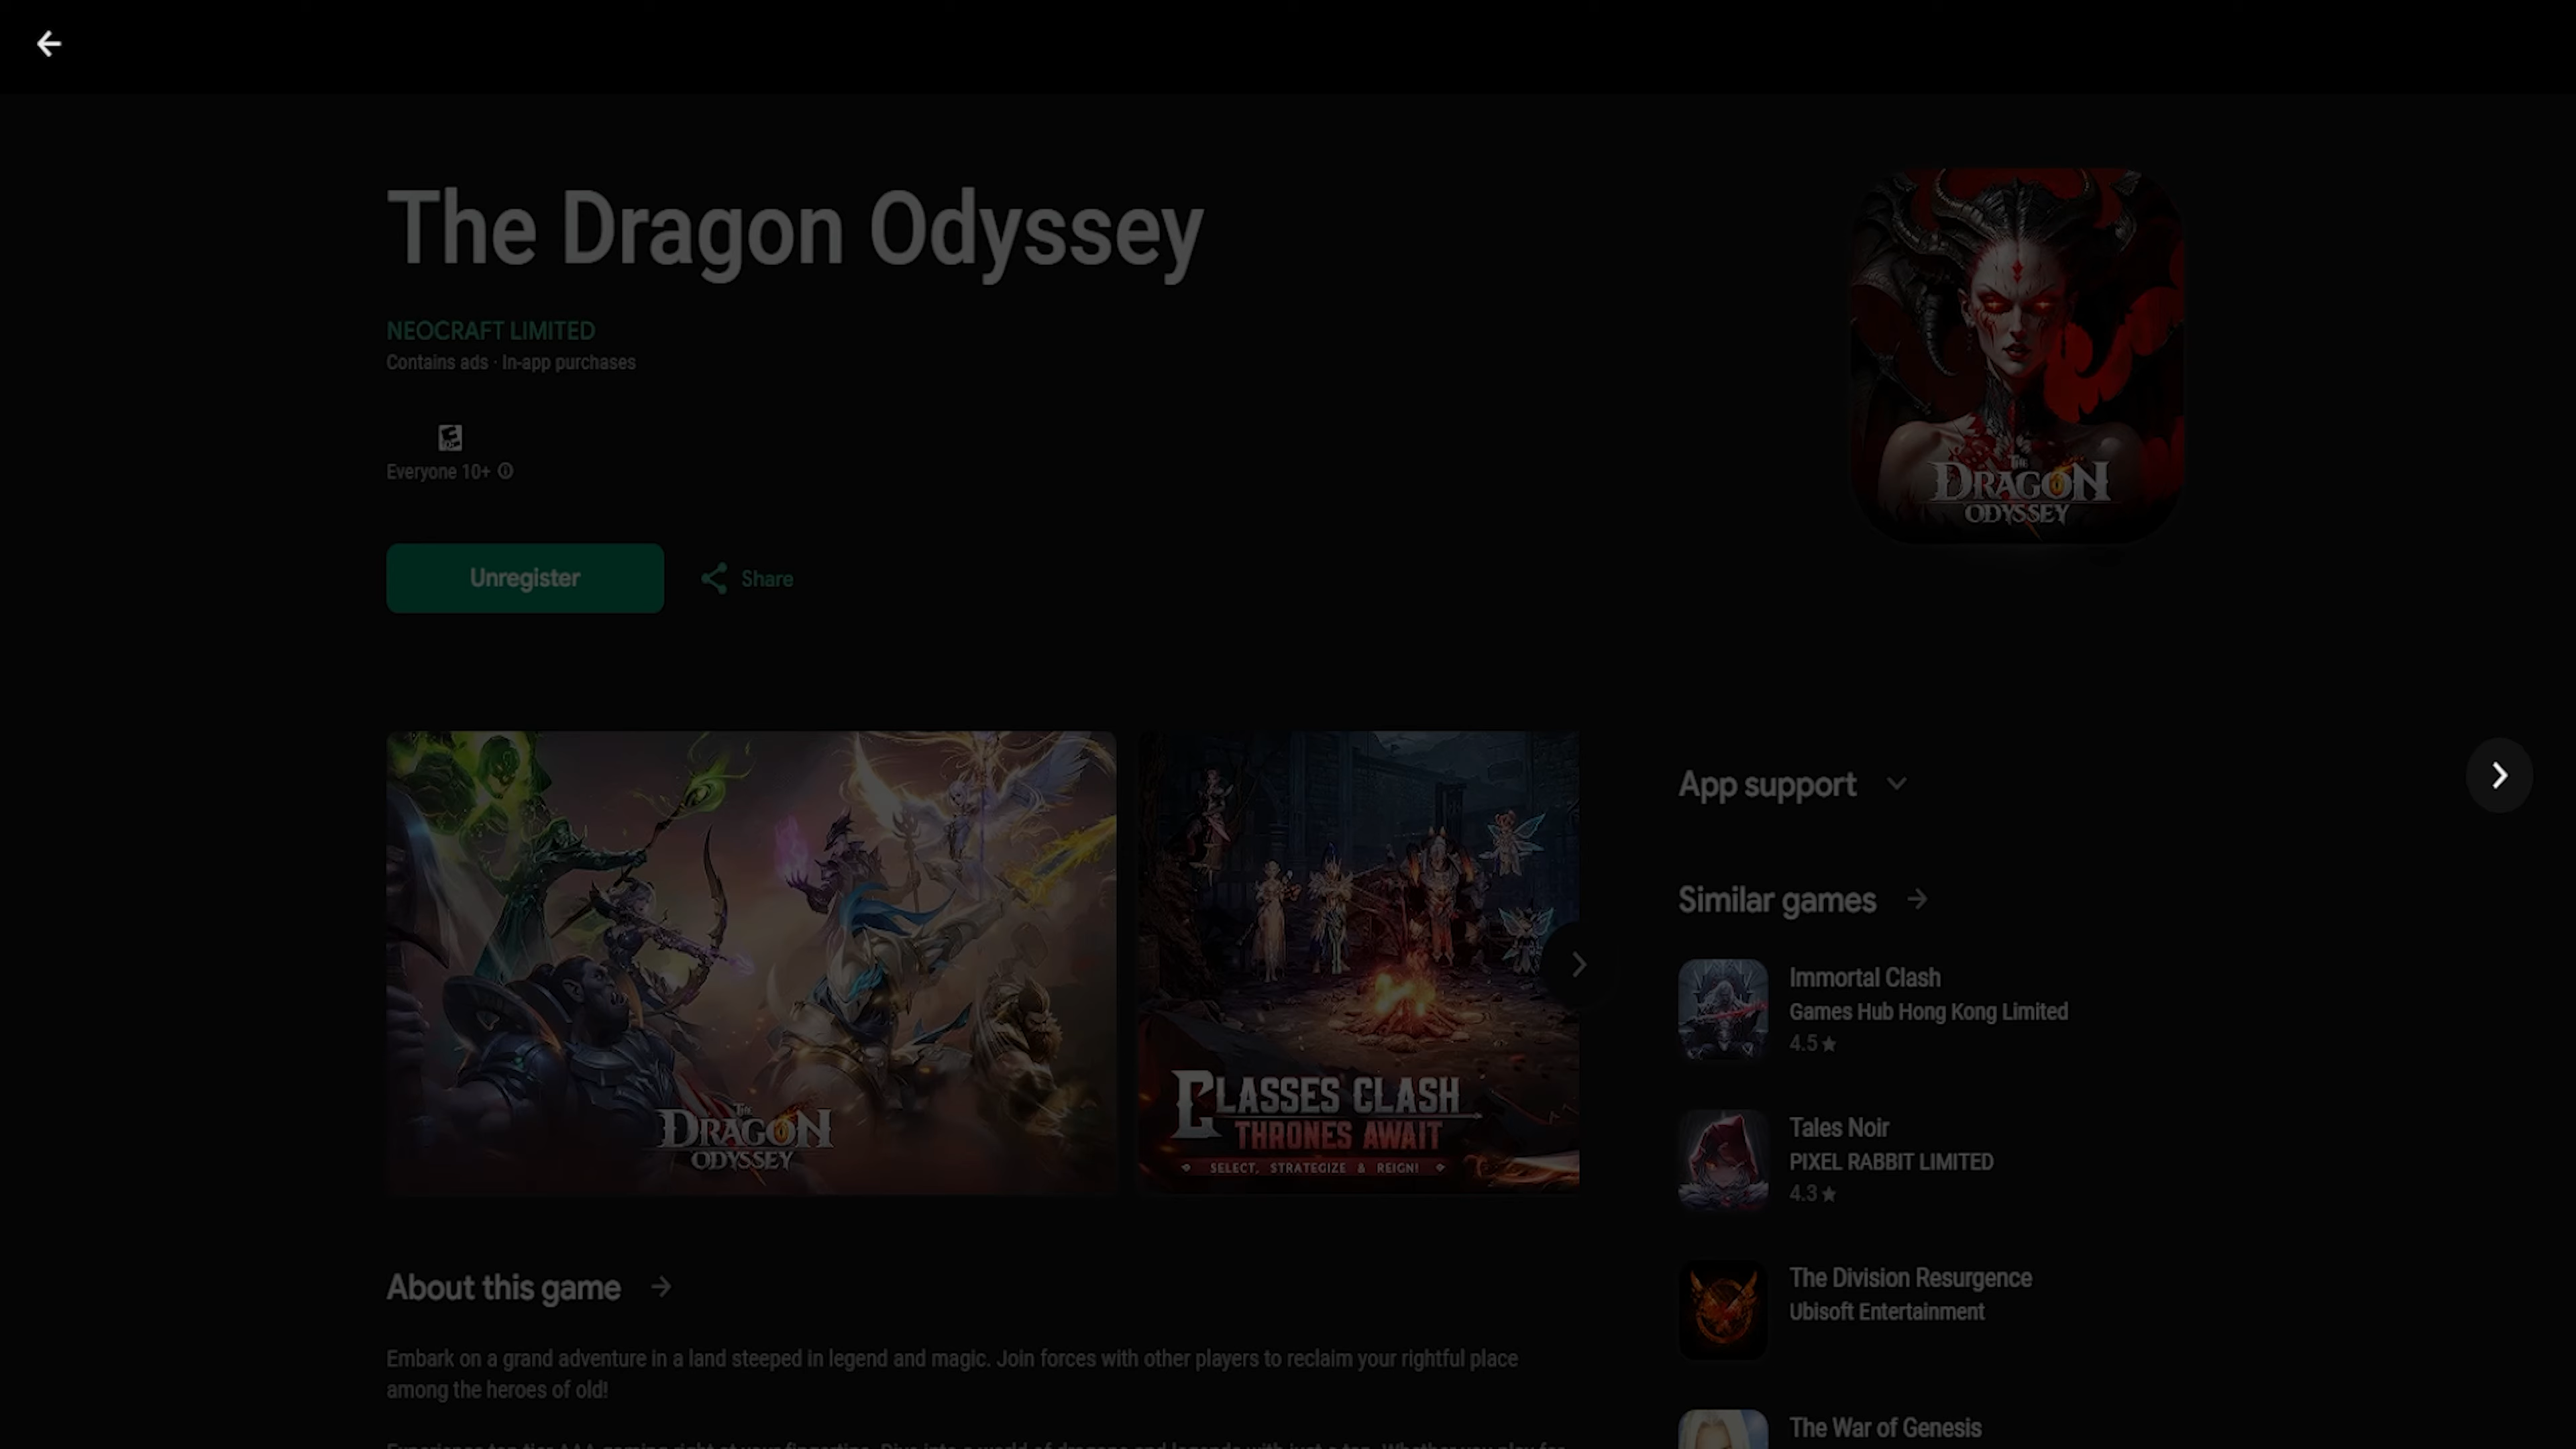 The Dragon Odyssey
THE
DRAGON
ODYSSEY
NEOCRAFT LIMITED
Contains ads · In-app purchases
E
Everyone 10+
Unregister
Share
THE
DRAGON
ODYSSEY
CLASSES CLASH
THRONES AWAIT
SELECT, STRATEGIZE & REIGN!
App support
Similar games
Immortal Clash
Games Hub Hong Kong Limited
4.5 ★
Tales Noir
PIXEL RABBIT LIMITED
4.3 ★
The Division Resurgence
Ubisoft Entertainment
The War of Genesis
About this game
Embark on a grand adventure in a land steeped in legend and magic. Join forces with other players to reclaim your rightful place
among the heroes of old!